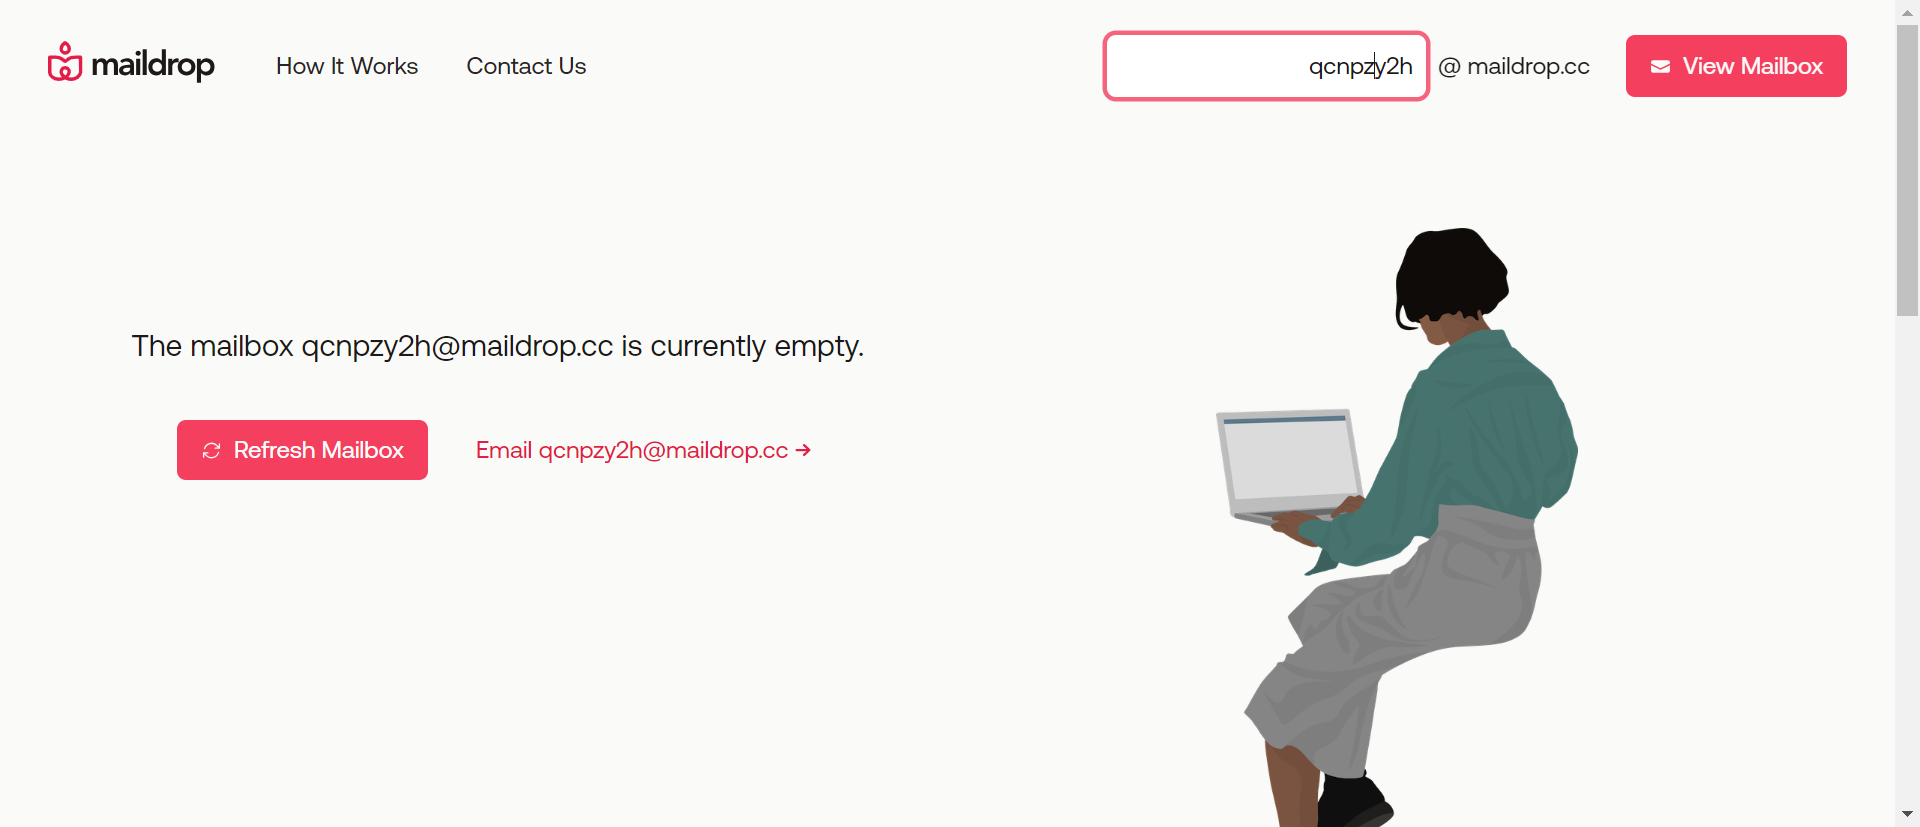 maildrop
How It Works
Contact Us
qcnpzy2h
@ maildrop.cc
View Mailbox
The mailbox qcnpzy2h@maildrop.cc is currently empty.
Refresh Mailbox
Email qcnpzy2h@maildrop.cc →